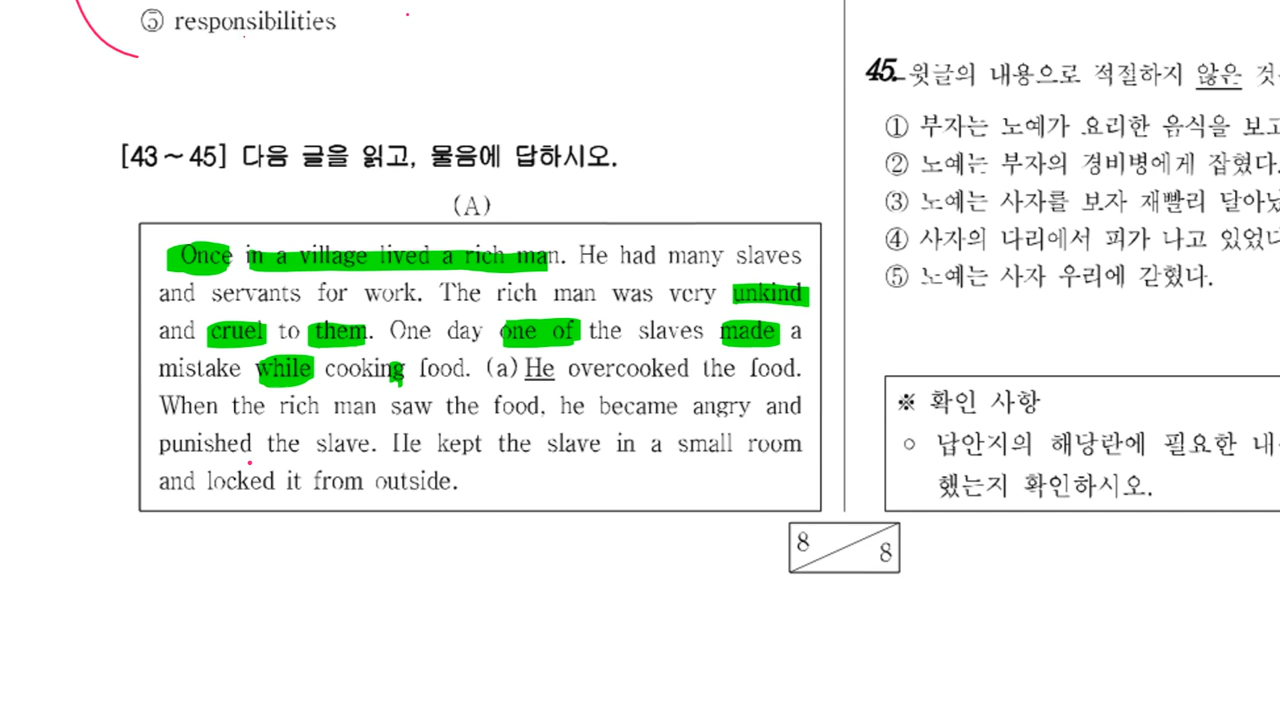 ⑤ responsibilities
[43~45] 다음 글을 읽고, 물음에 답하시오.
(A)
Once in a village lived a rich man. He had many slaves
and servants for work. The rich man was very unkind
and cruel to them. One day one of the slaves made a
mistake while cooking food. (a) He overcooked the food.
When the rich man saw the food, he became angry and
punished the slave. He kept the slave in a small room
and locked it from outside.
45. 윗글의 내용으로 적절하지 않은 것
① 부자는 노예가 요리한 음식을 보고
② 노예는 부자의 경비병에게 잡혔다.
③ 노예는 사자를 보자 재빨리 달아났
④ 사자의 다리에서 피가 나고 있었다
⑤ 노예는 사자 우리에 갇혔다.
※ 확인 사항
○ 답안지의 해당란에 필요한 내
했는지 확인하시오.
8
8